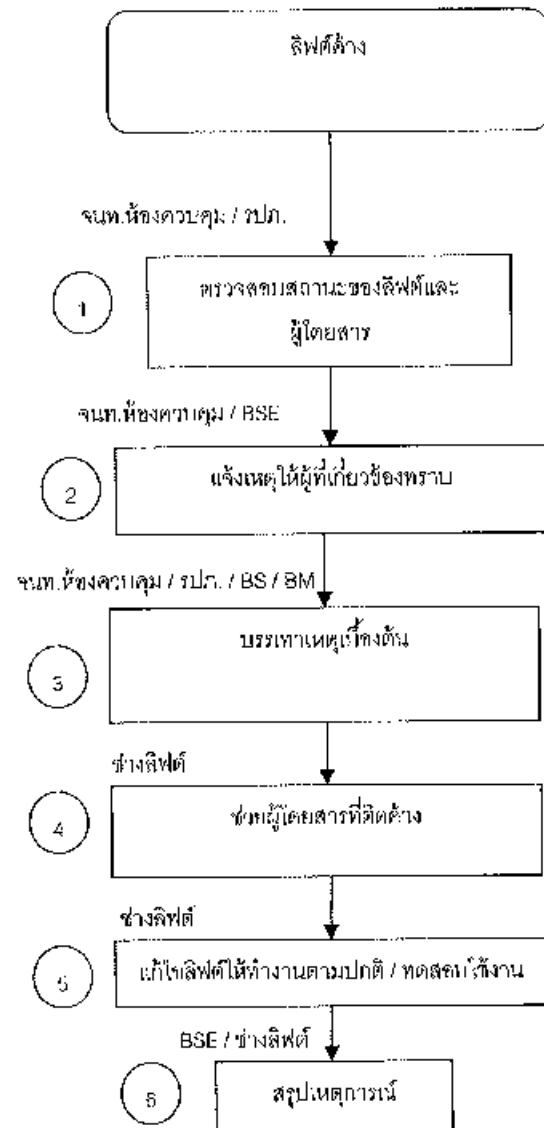 ลิฟต์ค้าง
จนท.ห้องควบคุม / รปภ.
1
ตรวจสอบสถานะของลิฟต์และ
ผู้โดยสาร
จนท.ห้องควบคุม / BSE
2
แจ้งเหตุให้ผู้ที่เกี่ยวข้องทราบ
จนท.ห้องควบคุม / รปภ. / BS / BM
3
บรรเทาเหตุเบื้องต้น
ช่างลิฟต์
4
ช่วยผู้โดยสารที่ติดค้าง
ช่างลิฟต์
5
แก้ไขลิฟต์ให้ทำงานตามปกติ / ทดสอบใช้งาน
BSE / ช่างลิฟต์
6
สรุปเหตุการณ์